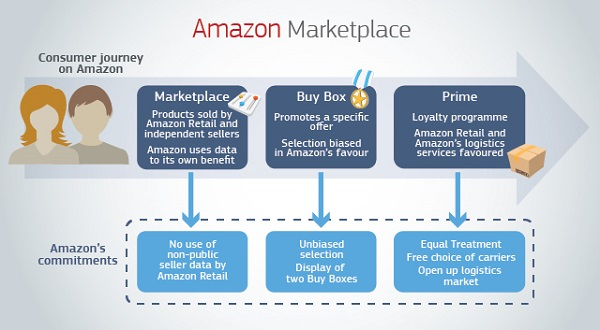 Amazon Marketplace
Consumer journey
on Amazon
Marketplace
Products sold by
Amazon Retail and
independent sellers
Amazon uses data
to its own benefit
Buy Box
Promotes a specific
offer
Selection biased
in Amazon's favour
Prime
Loyalty programme
Amazon Retail and
Amazon's logistics
services favoured
Amazon's
commitments
No use of
non-public
seller data by
Amazon Retail
Unbiased
selection
Display of
two Buy Boxes
Equal Treatment
Free choice of carriers
Open up logistics
market